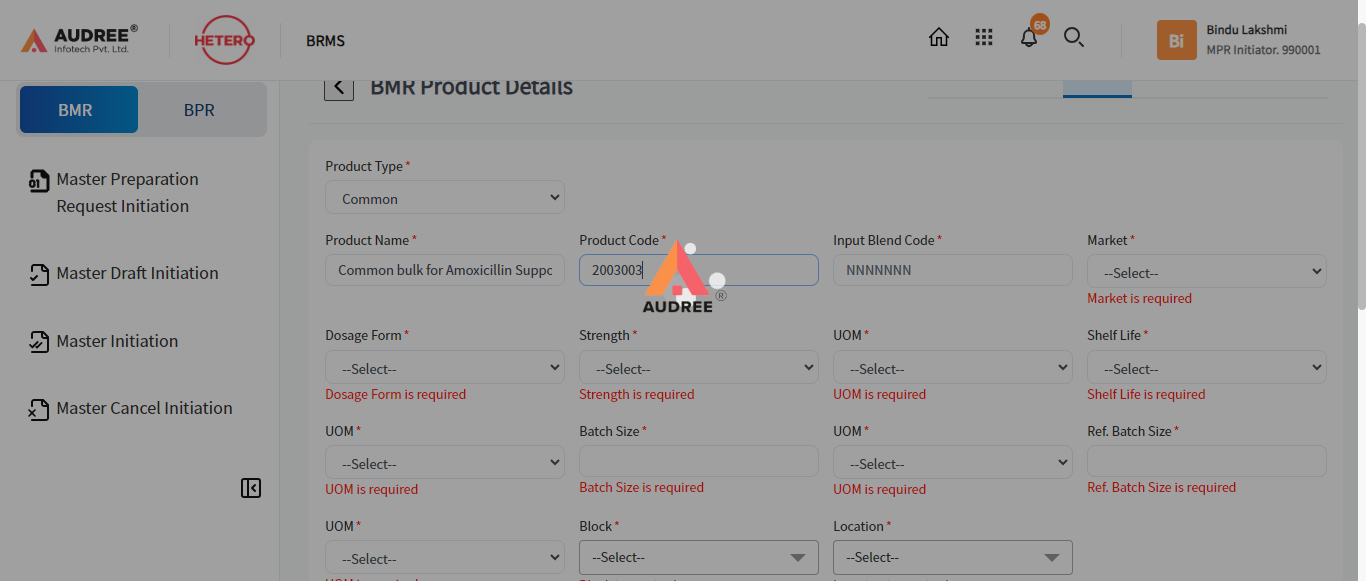 AUDREE®
Infotech Pvt. Ltd.
HETERO
BRMS
68
Bi
Bindu Lakshmi
MPR Initiator. 990001
BMR
BPR
BMR Product Details
01
Master Preparation
Request Initiation
Master Draft Initiation
Master Initiation
Master Cancel Initiation
Product Type *
Common
Product Name * Product Code * Input Blend Code * Market *
Common bulk for Amoxicillin Suppo 2003003 NNNNNNN --Select--
Market is required
AUDREE ®
Dosage Form * Strength * UOM * Shelf Life *
--Select-- --Select-- --Select-- --Select--
Dosage Form is required Strength is required UOM is required Shelf Life is required
UOM * Batch Size * UOM * Ref. Batch Size *
--Select-- --Select--
UOM is required Batch Size is required UOM is required Ref. Batch Size is required
UOM * Block * Location *
--Select-- --Select-- --Select--